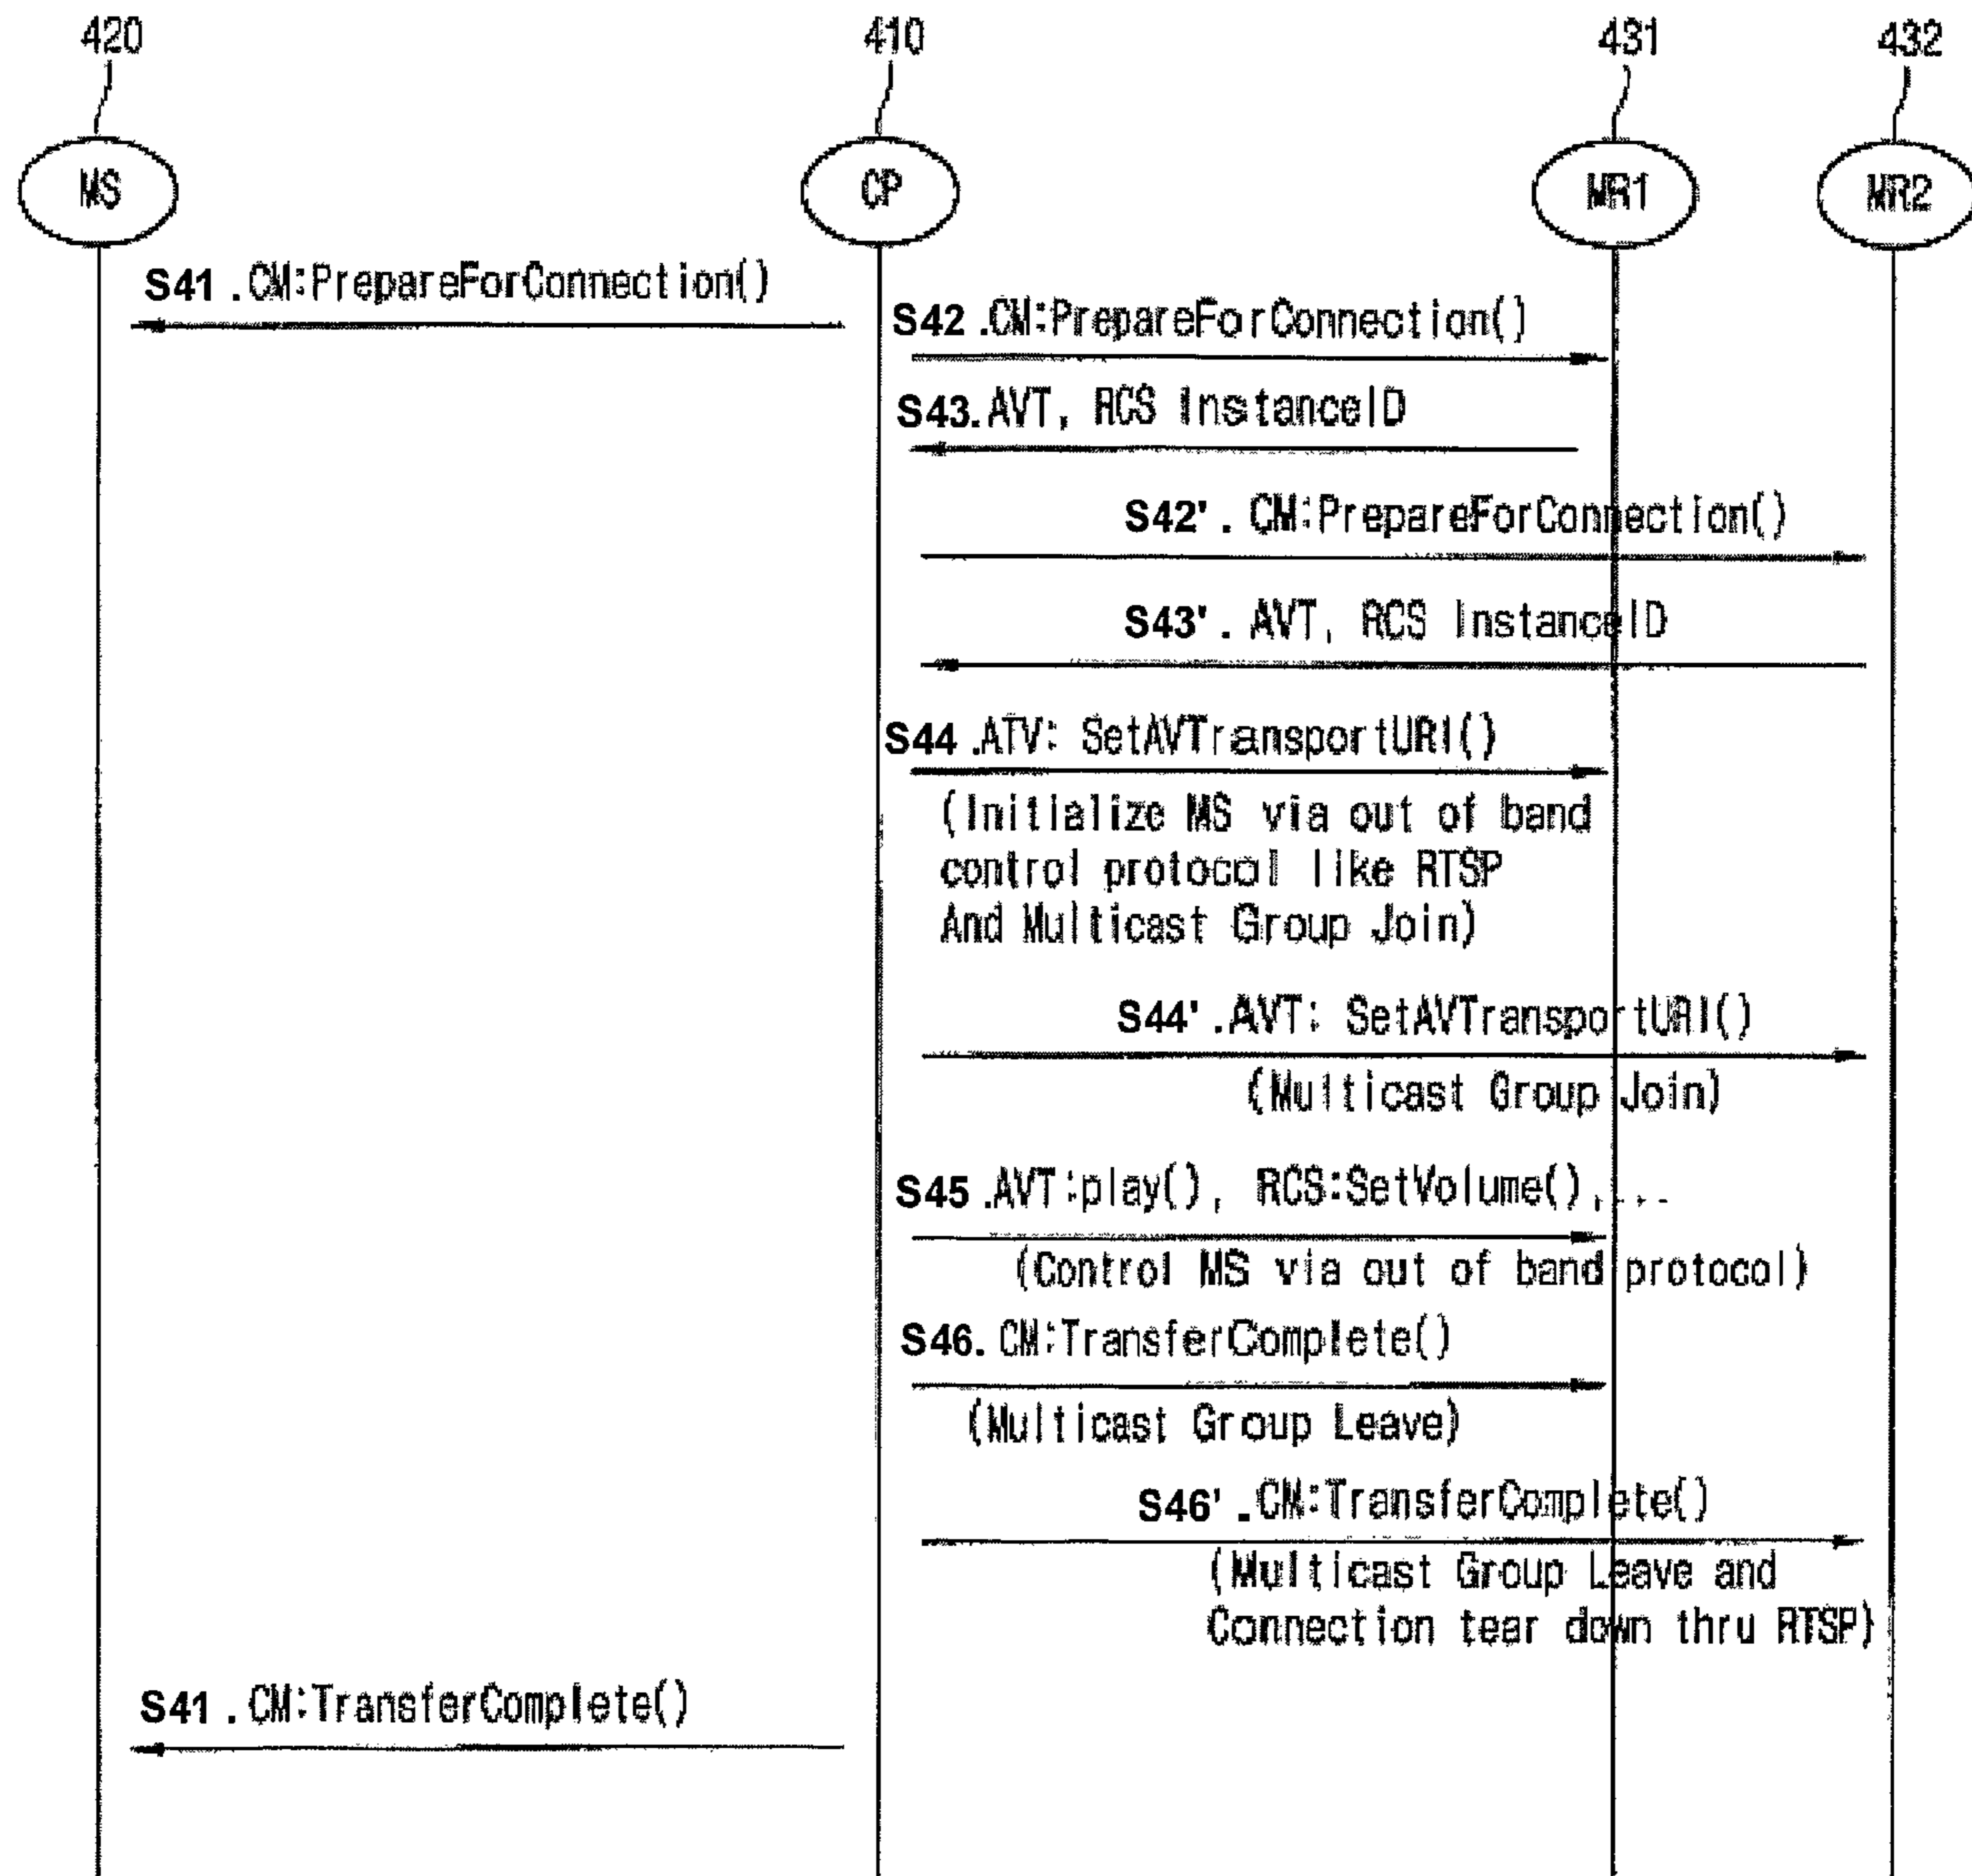 420 410 431 432
MS CP MR1 MR2
S41.CM:PrepareForConnection()
S42.CM:PrepareForConnection()
S43.AVT, RCS InstanceID
S42'. CM:PrepareForConnection()
S43'. AVT, RCS InstanceID
S44.ATV: SetAVTransportURI()
(Initialize MS via out of band
control protocol like RTSP
And Multicast Group Join)
S44'.AVT: SetAVTransportURI()
(Multicast Group Join)
S45.AVT:play(), RCS:SetVolume(),...
(Control MS via out of band protocol)
S46. CM:TransferComplete()
(Multicast Group Leave)
S46'.CM:TransferComplete()
(Multicast Group Leave and
Connection tear down thru RTSP)
S41.CM:TransferComplete()